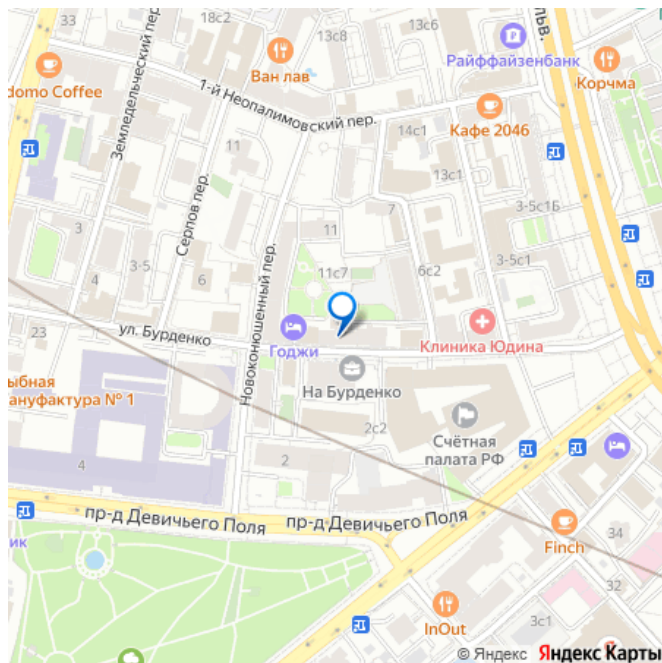 33
18с2
13с8
13с6
Райффайзенбанк
Ван лав
domo Coffee
Корчма
Земледельческий пер.
1-й Неопалимовский пер.
Кафе 2046
14с1
11
13с1
Серпов пер.
3-5с1Б
7
3
11
3-5с1
Новоконюшенный пер.
11с7
6с2
3-5
6
4
23
ул. Бурденко
Годжи
Клиника Юдина
На Бурденко
ыбная
ануфактура № 1
2с2
Счётная
палата РФ
4
2
пр-д Девичьего Поля
пр-д Девичьего Поля
ик
34
Finch
32
InOut
3с1
© Яндекс Яндекс Карты